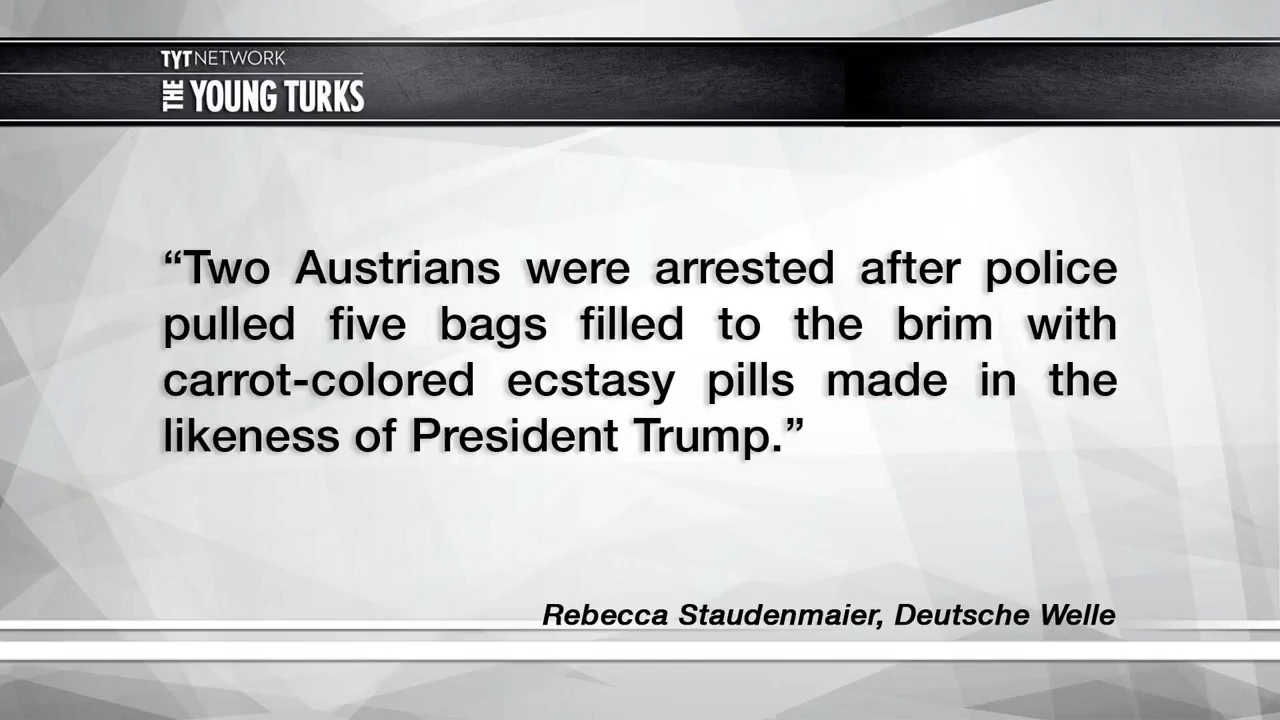 TYTNETWORK
THE YOUNG TURKS
“Two Austrians were arrested after police
pulled five bags filled to the brim with
carrot-colored ecstasy pills made in the
likeness of President Trump.”
Rebecca Staudenmaier, Deutsche Welle